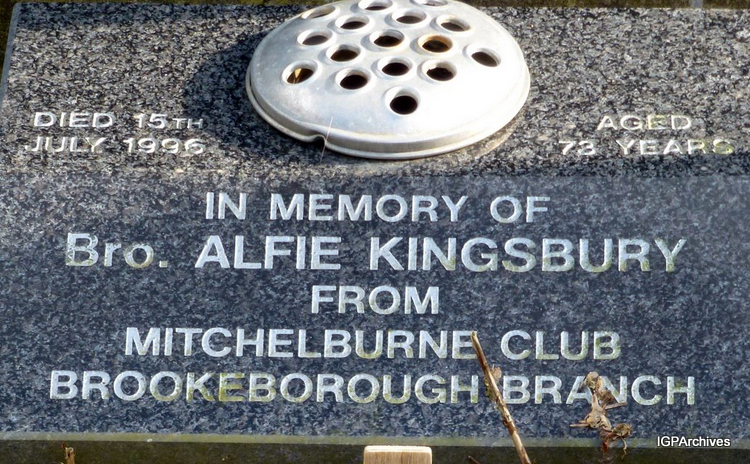 DIED 15TH
JULY 1996
AGED
73 YEARS
IN MEMORY OF
Bro. ALFIE KINGSBURY
FROM
MITCHELBURNE CLUB
BROOKEBOROUGH BRANCH
IGPArchives